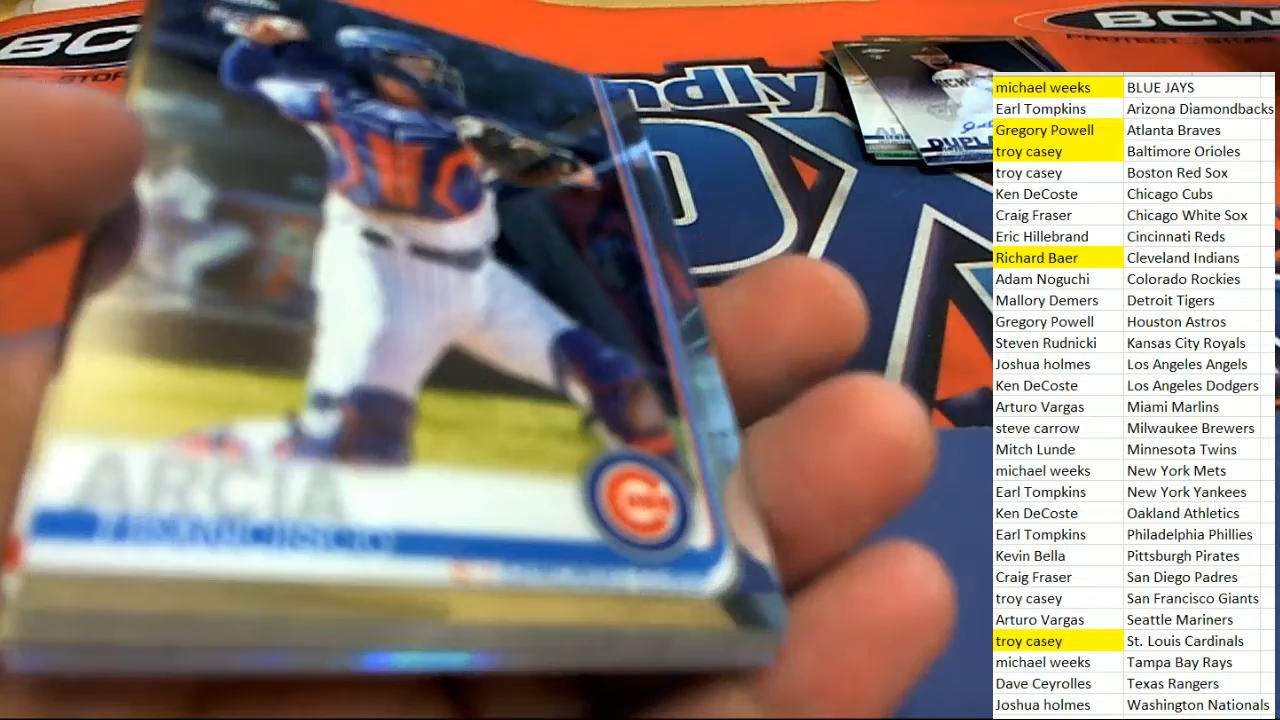 BCW
PROTECT · STORE
ndly
michael weeks BLUE JAYS
Earl Tompkins Arizona Diamondbacks
Gregory Powell Atlanta Braves
troy casey Baltimore Orioles
troy casey Boston Red Sox
Ken DeCoste Chicago Cubs
Craig Fraser Chicago White Sox
Eric Hillebrand Cincinnati Reds
Richard Baer Cleveland Indians
Adam Noguchi Colorado Rockies
Mallory Demers Detroit Tigers
Gregory Powell Houston Astros
Steven Rudnicki Kansas City Royals
Joshua holmes Los Angeles Angels
Ken DeCoste Los Angeles Dodgers
Arturo Vargas Miami Marlins
steve carrow Milwaukee Brewers
Mitch Lunde Minnesota Twins
michael weeks New York Mets
Earl Tompkins New York Yankees
Ken DeCoste Oakland Athletics
Earl Tompkins Philadelphia Phillies
Kevin Bella Pittsburgh Pirates
Craig Fraser San Diego Padres
troy casey San Francisco Giants
Arturo Vargas Seattle Mariners
troy casey St. Louis Cardinals
michael weeks Tampa Bay Rays
Dave Ceyrolles Texas Rangers
Joshua holmes Washington Nationals
ARCIA